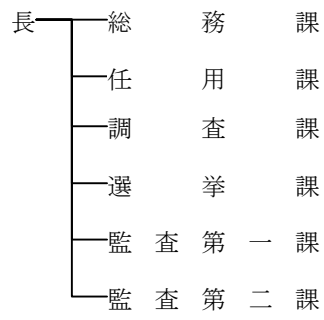 長 総務課
任用課
調査課
選挙課
監査第一課
監査第二課